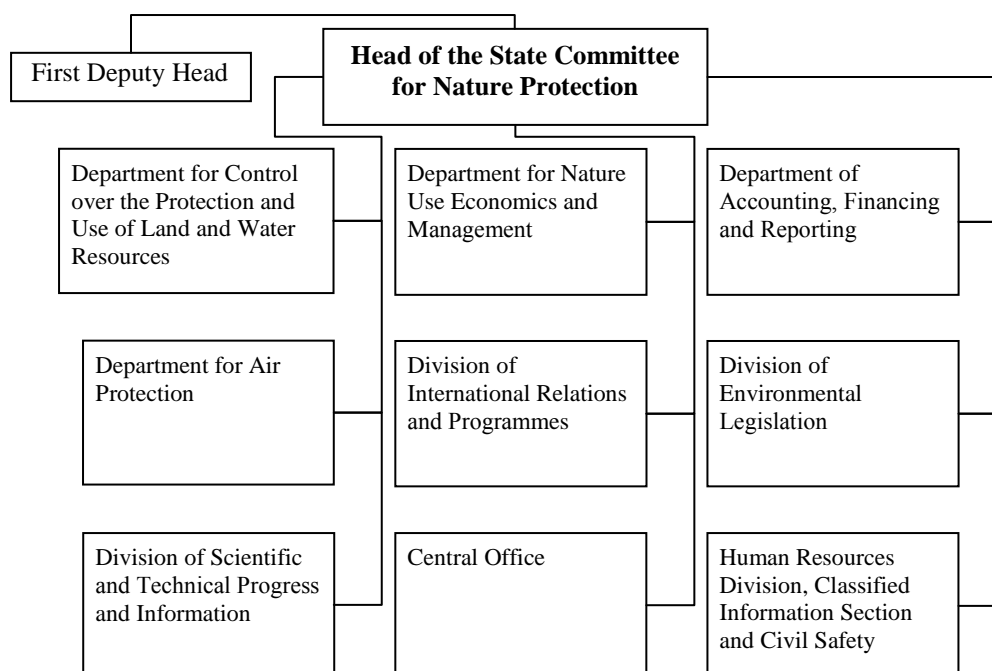 First Deputy Head
Head of the State Committee
for Nature Protection
Department for Control
over the Protection and
Use of Land and Water
Resources
Department for Nature
Use Economics and
Management
Department of
Accounting, Financing
and Reporting
Department for Air
Protection
Division of
International Relations
and Programmes
Division of
Environmental
Legislation
Division of Scientific
and Technical Progress
and Information
Central Office
Human Resources
Division, Classified
Information Section
and Civil Safety